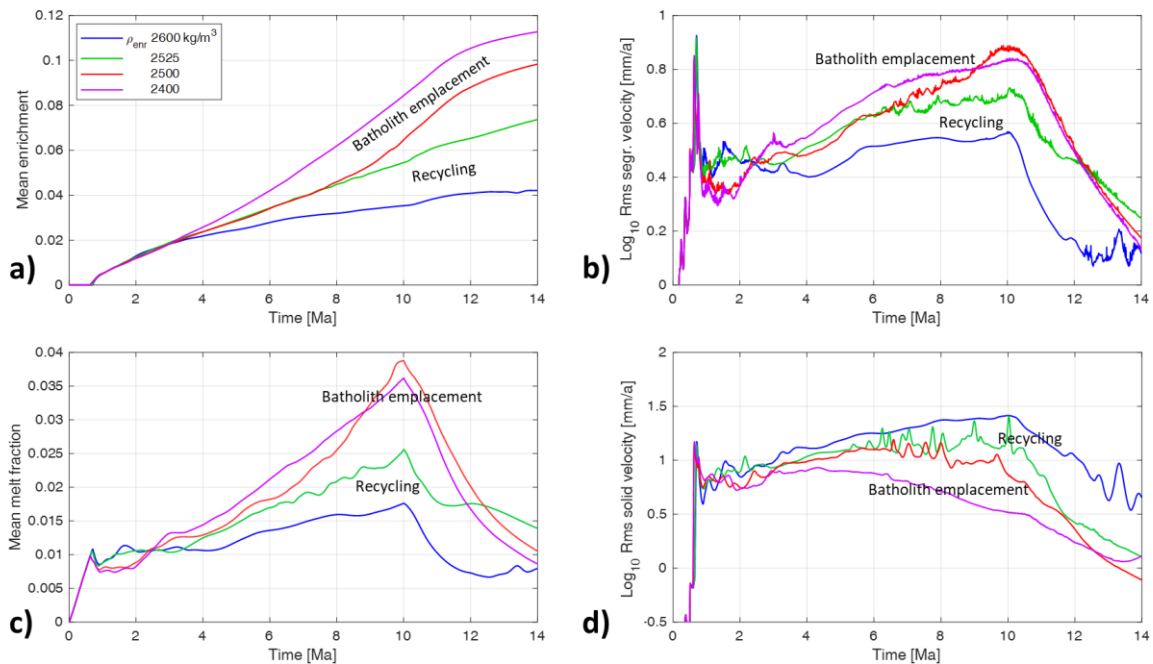 a)
Mean enrichment
0.12
0.1
0.08
0.06
0.04
0.02
0
ρenr 2600 kg/m³
2525
2500
2400
Batholith emplacement
Recycling
0 2 4 6 8 10 12 14
Time [Ma]
b)
Log10 Rms segr. velocity [mm/a]
1
0.8
0.6
0.4
0.2
0
Batholith emplacement
Recycling
0 2 4 6 8 10 12 14
Time [Ma]
c)
Mean melt fraction
0.04
0.035
0.03
0.025
0.02
0.015
0.01
0.005
0
Batholith emplacement
Recycling
0 2 4 6 8 10 12 14
Time [Ma]
d)
Log10 Rms solid velocity [mm/a]
2
1.5
1
0.5
0
-0.5
Recycling
Batholith emplacement
0 2 4 6 8 10 12 14
Time [Ma]